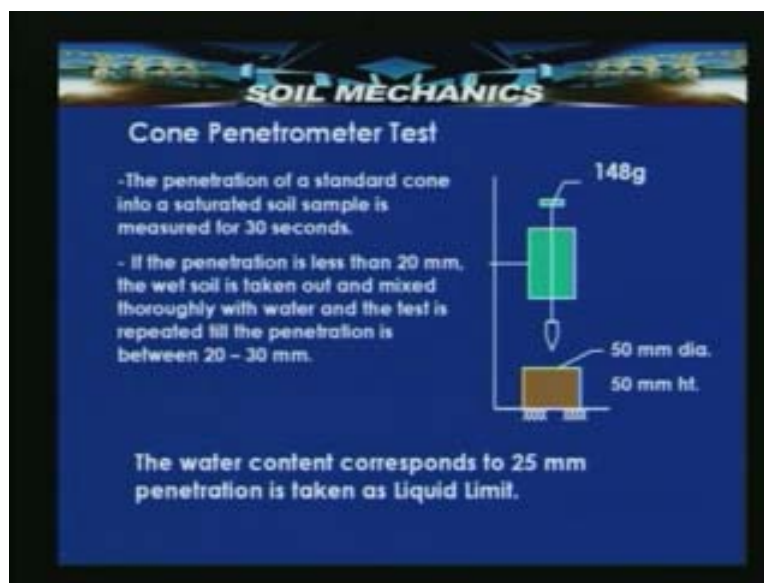 SOIL MECHANICS
Cone Penetrometer Test
-The penetration of a standard cone
into a saturated soil sample is
measured for 30 seconds.
- If the penetration is less than 20 mm,
the wet soil is taken out and mixed
thoroughly with water and the test is
repeated till the penetration is
between 20 – 30 mm.
148g
50 mm dia.
50 mm ht.
The water content corresponds to 25 mm
penetration is taken as Liquid Limit.